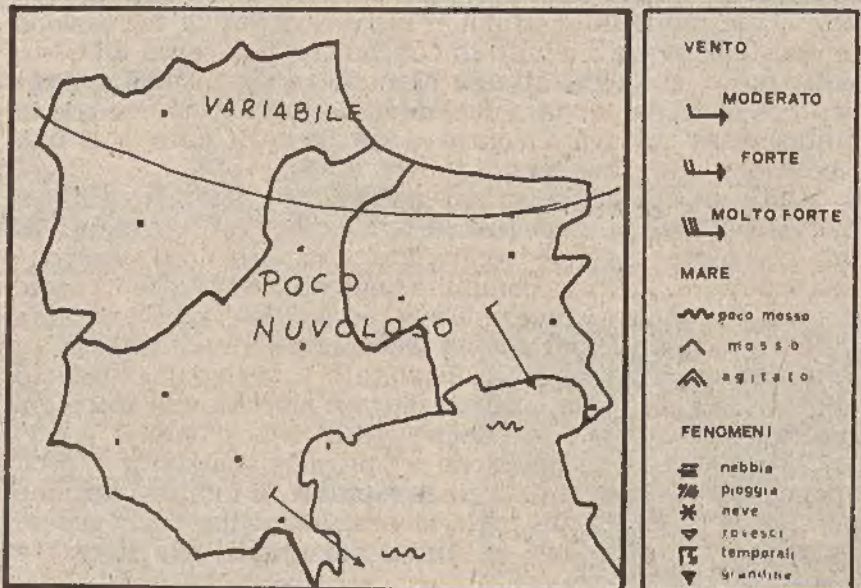 VARIABILE
POCO
NUVOLOSO
VENTO
MODERATO
FORTE
MOLTO FORTE
MARE
poco mosso
mosso
agitato
FENOMENI
nebbia
pioggia
neve
rovesci
temporali
grandine